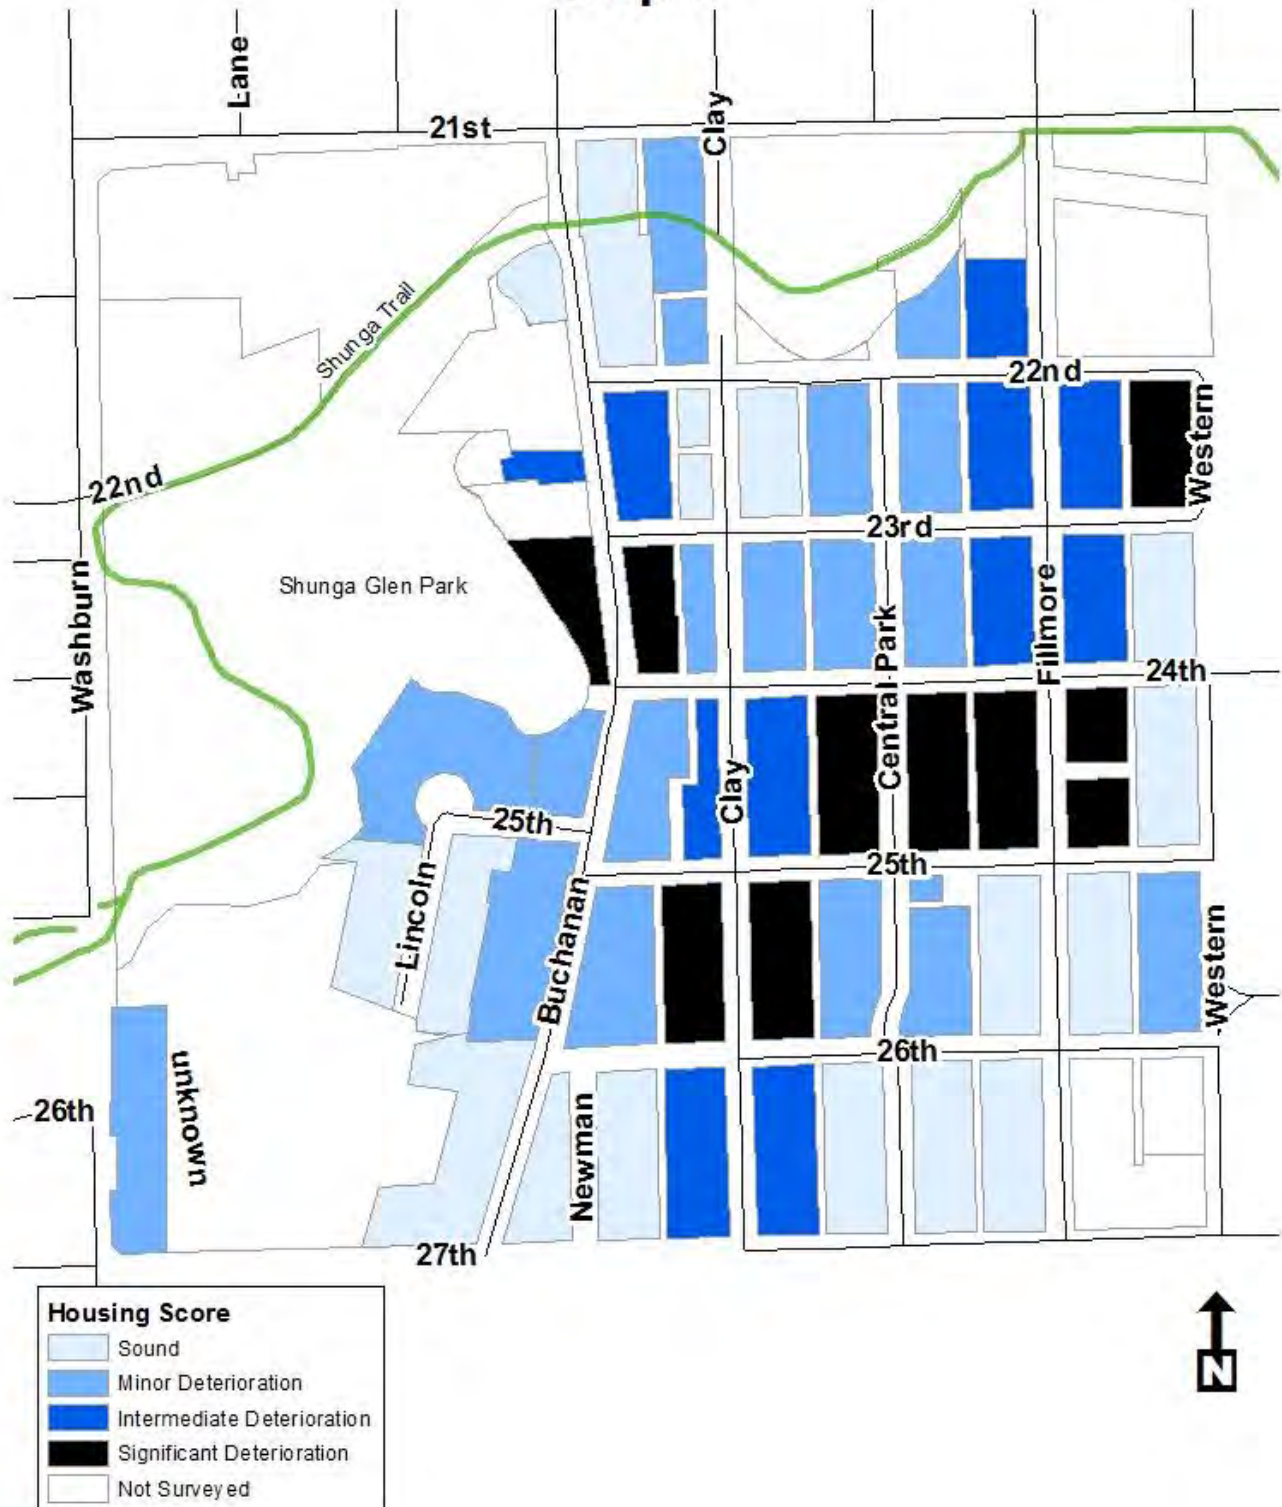 Lane
Clay
21st
Shunga Trail
22nd
Western
22nd
23rd
Shunga Glen Park
Washburn
Central Park
Fillmore
24th
Clay
25th
25th
Lincoln
Buchanan
Western
26th
unknown
26th
Newman
27th
Housing Score
Sound
Minor Deterioration
Intermediate Deterioration
Significant Deterioration
Not Surveyed
N